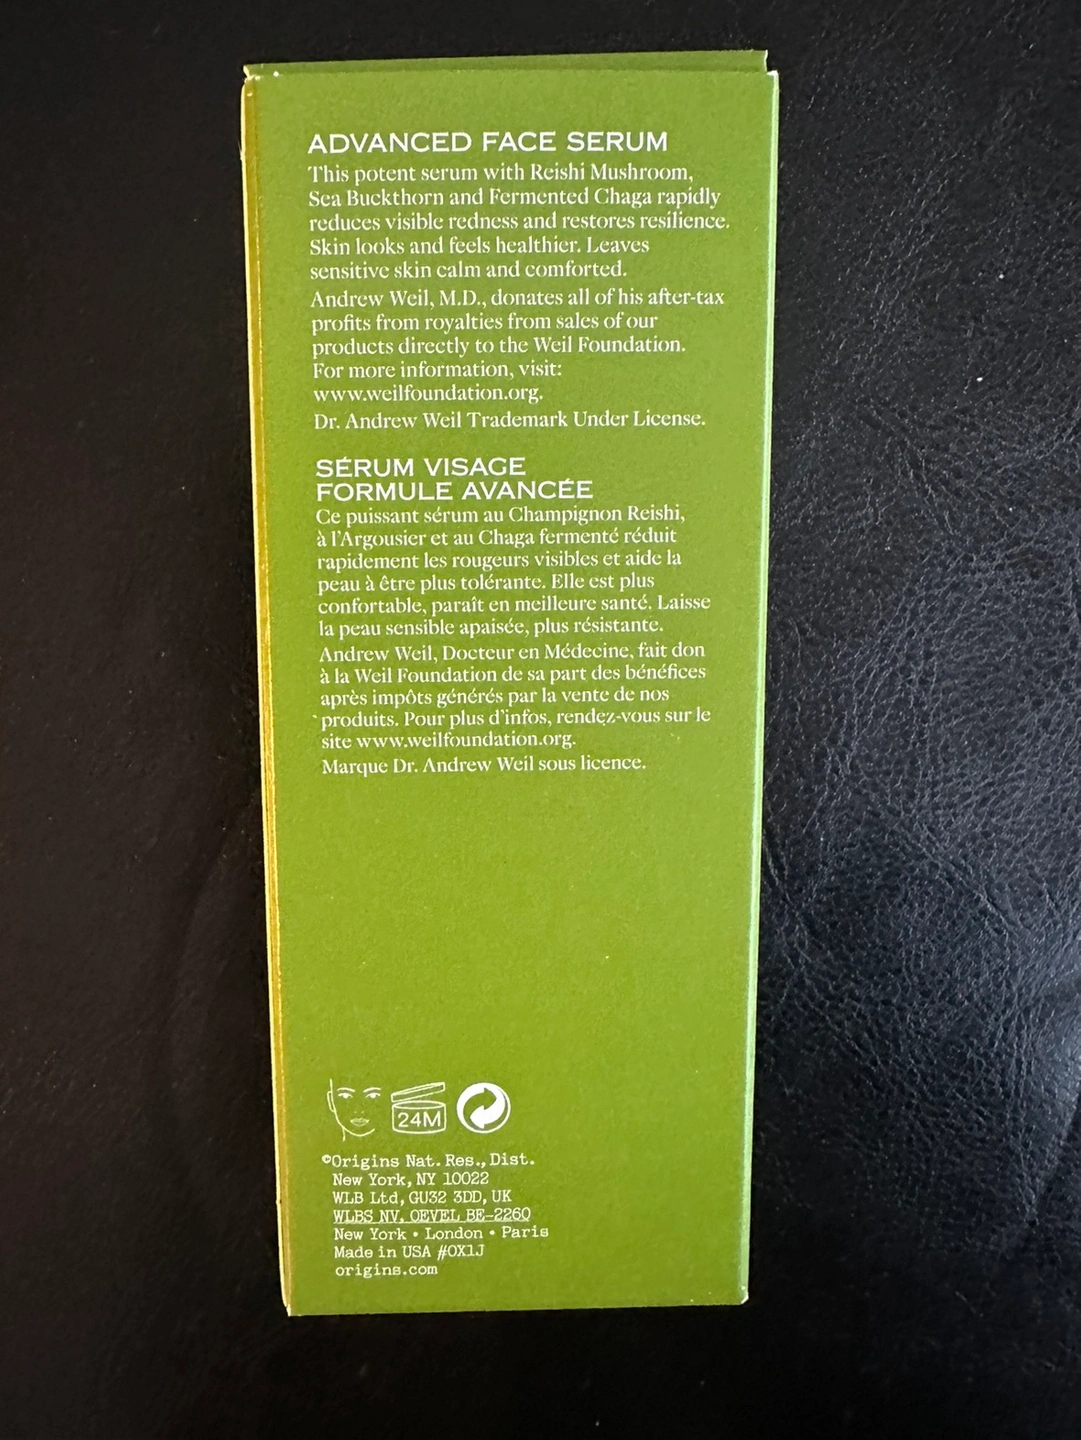 ADVANCED FACE SERUM
This potent serum with Reishi Mushroom,
Sea Buckthorn and Fermented Chaga rapidly
reduces visible redness and restores resilience.
Skin looks and feels healthier. Leaves
sensitive skin calm and comforted.
Andrew Weil, M.D., donates all of his after-tax
profits from royalties from sales of our
products directly to the Weil Foundation.
For more information, visit:
www.weilfoundation.org.
Dr. Andrew Weil Trademark Under License.
SÉRUM VISAGE
FORMULE AVANCÉE
Ce puissant sérum au Champignon Reishi,
à l'Argousier et au Chaga fermenté réduit
rapidement les rougeurs visibles et aide la
peau à être plus tolérante. Elle est plus
confortable, paraît en meilleure santé. Laisse
la peau sensible apaisée, plus résistante.
Andrew Weil, Docteur en Médecine, fait don
à la Weil Foundation de sa part des bénéfices
après impôts générés par la vente de nos
produits. Pour plus d'infos, rendez-vous sur le
site www.weilfoundation.org.
Marque Dr. Andrew Weil sous licence.
24M
©Origins Nat. Res., Dist.
New York, NY 10022
WLB Ltd, GU32 3DD, UK
WLBS NV, OEVEL BE-2260
New York • London • Paris
Made in USA #0X1J
origins.com